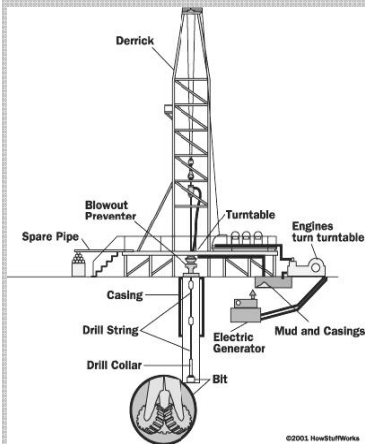 Derrick
Blowout
Preventer
Turntable
Engines
turn turntable
Spare Pipe
Casing
Mud and Casings
Drill String
Electric
Generator
Drill Collar
Bit
©2001 HowStuffWorks